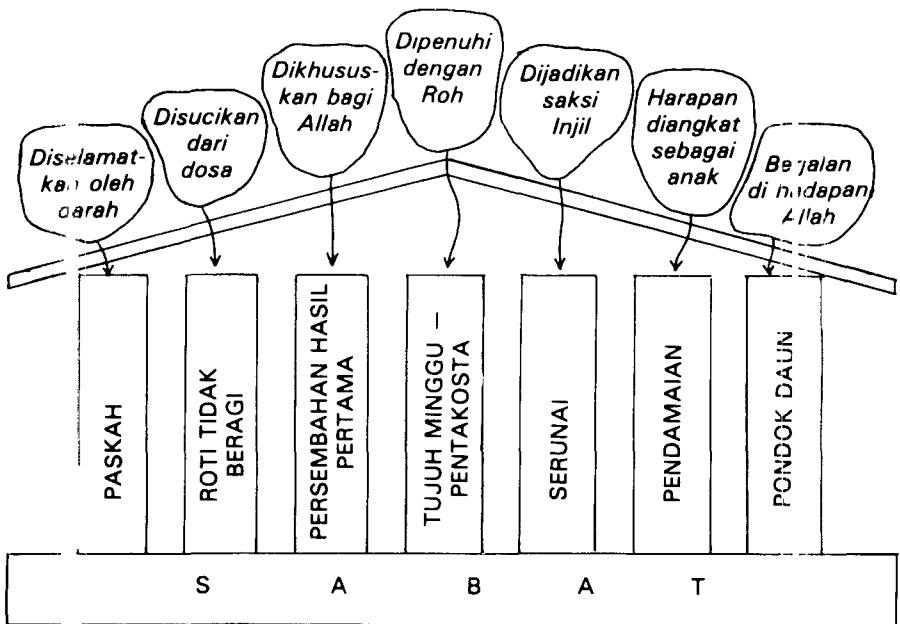 Diselamat-
kan oleh
darah
Disucikan
dari
dosa
Dikhusus-
kan bagi
Allah
Dipenuhi
dengan
Roh
Dijadikan
saksi
Injil
Harapan
diangkat
sebagai
anak
Berjalan
di hadapan
Allah
PASKAH
ROTI TIDAK
BERAGI
PERSEMBAHAN HASIL
PERTAMA
TUJUH MINGGU —
PENTAKOSTA
SERUNAI
PENDAMAIAN
PONDOK DAUN
S A B A T